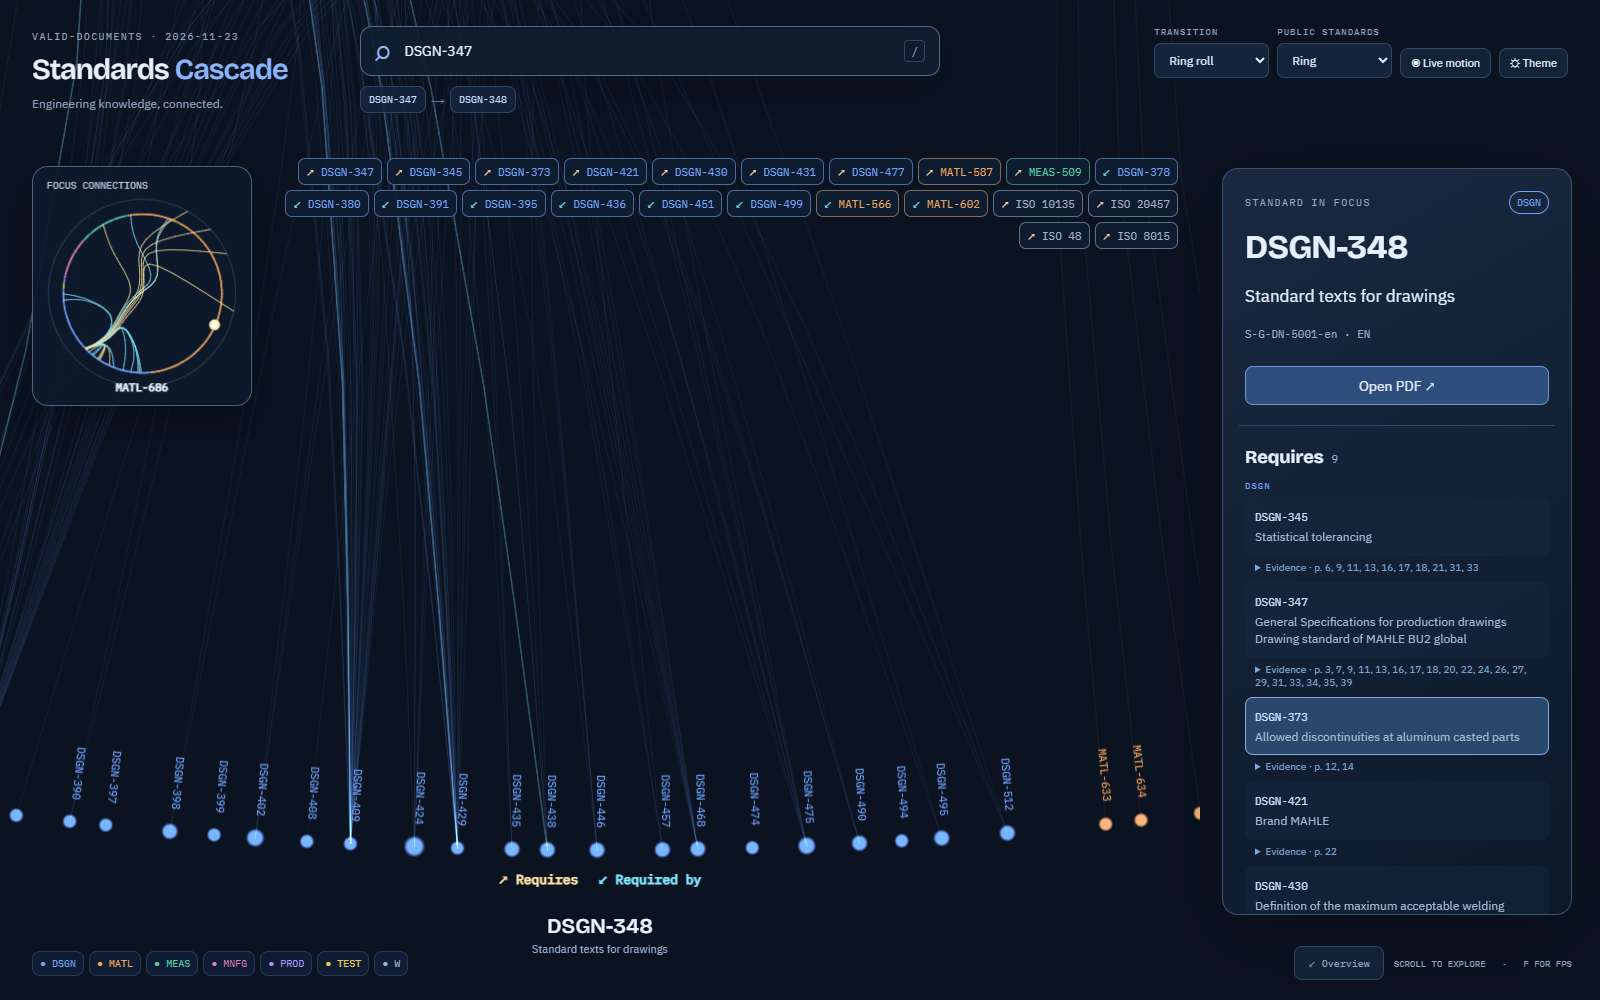 VALID-DOCUMENTS · 2026-11-23
Standards Cascade
Engineering knowledge, connected.
DSGN-347
/
DSGN-347 → DSGN-348
TRANSITION
Ring roll
PUBLIC STANDARDS
Ring
Live motion
Theme
FOCUS CONNECTIONS
MATL-686
↗ DSGN-347
↗ DSGN-345
↗ DSGN-373
↗ DSGN-421
↗ DSGN-430
↗ DSGN-431
↗ DSGN-477
↗ MATL-587
↗ MEAS-509
↙ DSGN-378
↙ DSGN-380
↙ DSGN-391
↙ DSGN-395
↙ DSGN-436
↙ DSGN-451
↙ DSGN-499
↙ MATL-566
↙ MATL-602
↗ ISO 10135
↗ ISO 20457
↗ ISO 48
↗ ISO 8015
DSGN-390
DSGN-397
DSGN-398
DSGN-399
DSGN-402
DSGN-408
DSGN-409
DSGN-424
DSGN-429
DSGN-435
DSGN-438
DSGN-446
DSGN-457
DSGN-468
DSGN-474
DSGN-475
DSGN-490
DSGN-494
DSGN-495
DSGN-512
MATL-633
MATL-634
↗ Requires ↙ Required by
DSGN-348
Standard texts for drawings
DSGN
MATL
MEAS
MNFG
PROD
TEST
W
STANDARD IN FOCUS
DSGN
DSGN-348
Standard texts for drawings
S-G-DN-5001-en · EN
Open PDF ↗
Requires 9
DSGN
DSGN-345
Statistical tolerancing
▶ Evidence · p. 6, 9, 11, 13, 16, 17, 18, 21, 31, 33
DSGN-347
General Specifications for production drawings
Drawing standard of MAHLE BU2 global
▶ Evidence · p. 3, 7, 9, 11, 13, 16, 17, 18, 20, 22, 24, 26, 27,
29, 31, 33, 34, 35, 39
DSGN-373
Allowed discontinuities at aluminum casted parts
▶ Evidence · p. 12, 14
DSGN-421
Brand MAHLE
▶ Evidence · p. 22
DSGN-430
Definition of the maximum acceptable welding
↙ Overview
SCROLL TO EXPLORE · F FOR FPS